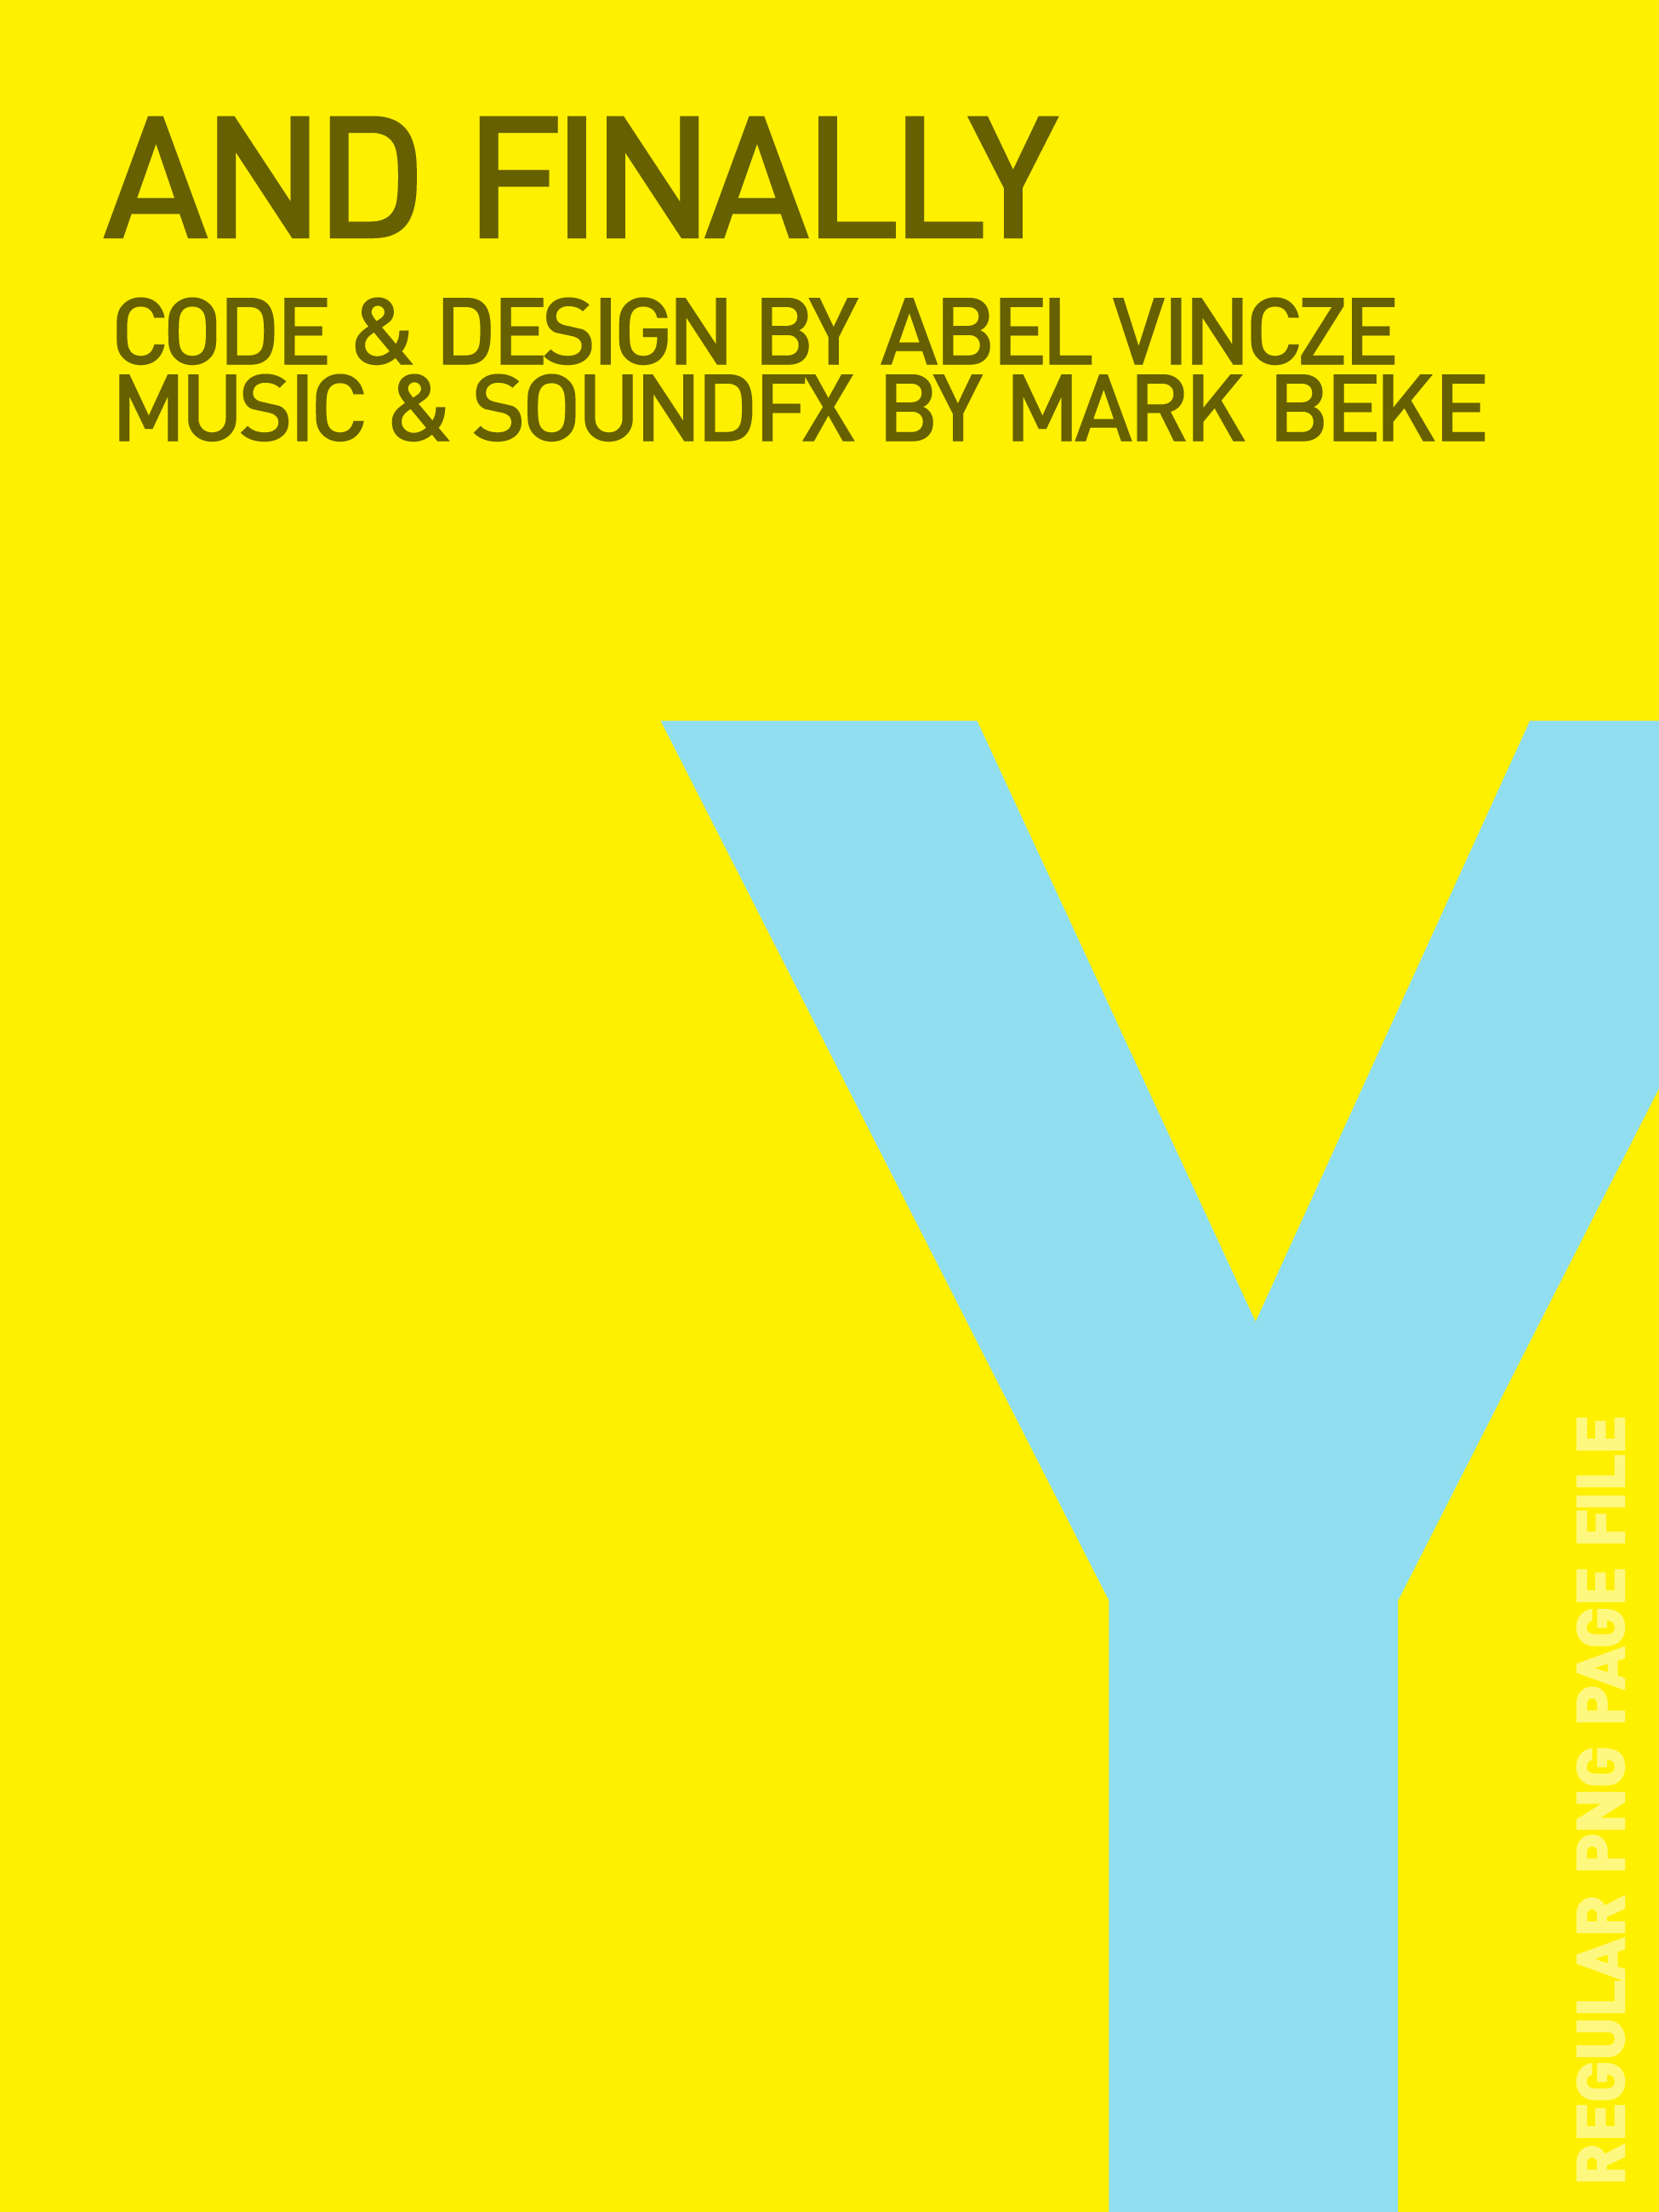 AND FINALLY
CODE & DESIGN BY ABEL VINCZE
MUSIC & SOUNDFX BY MARK BEKE
Y
REGULAR PNG PAGE FILE